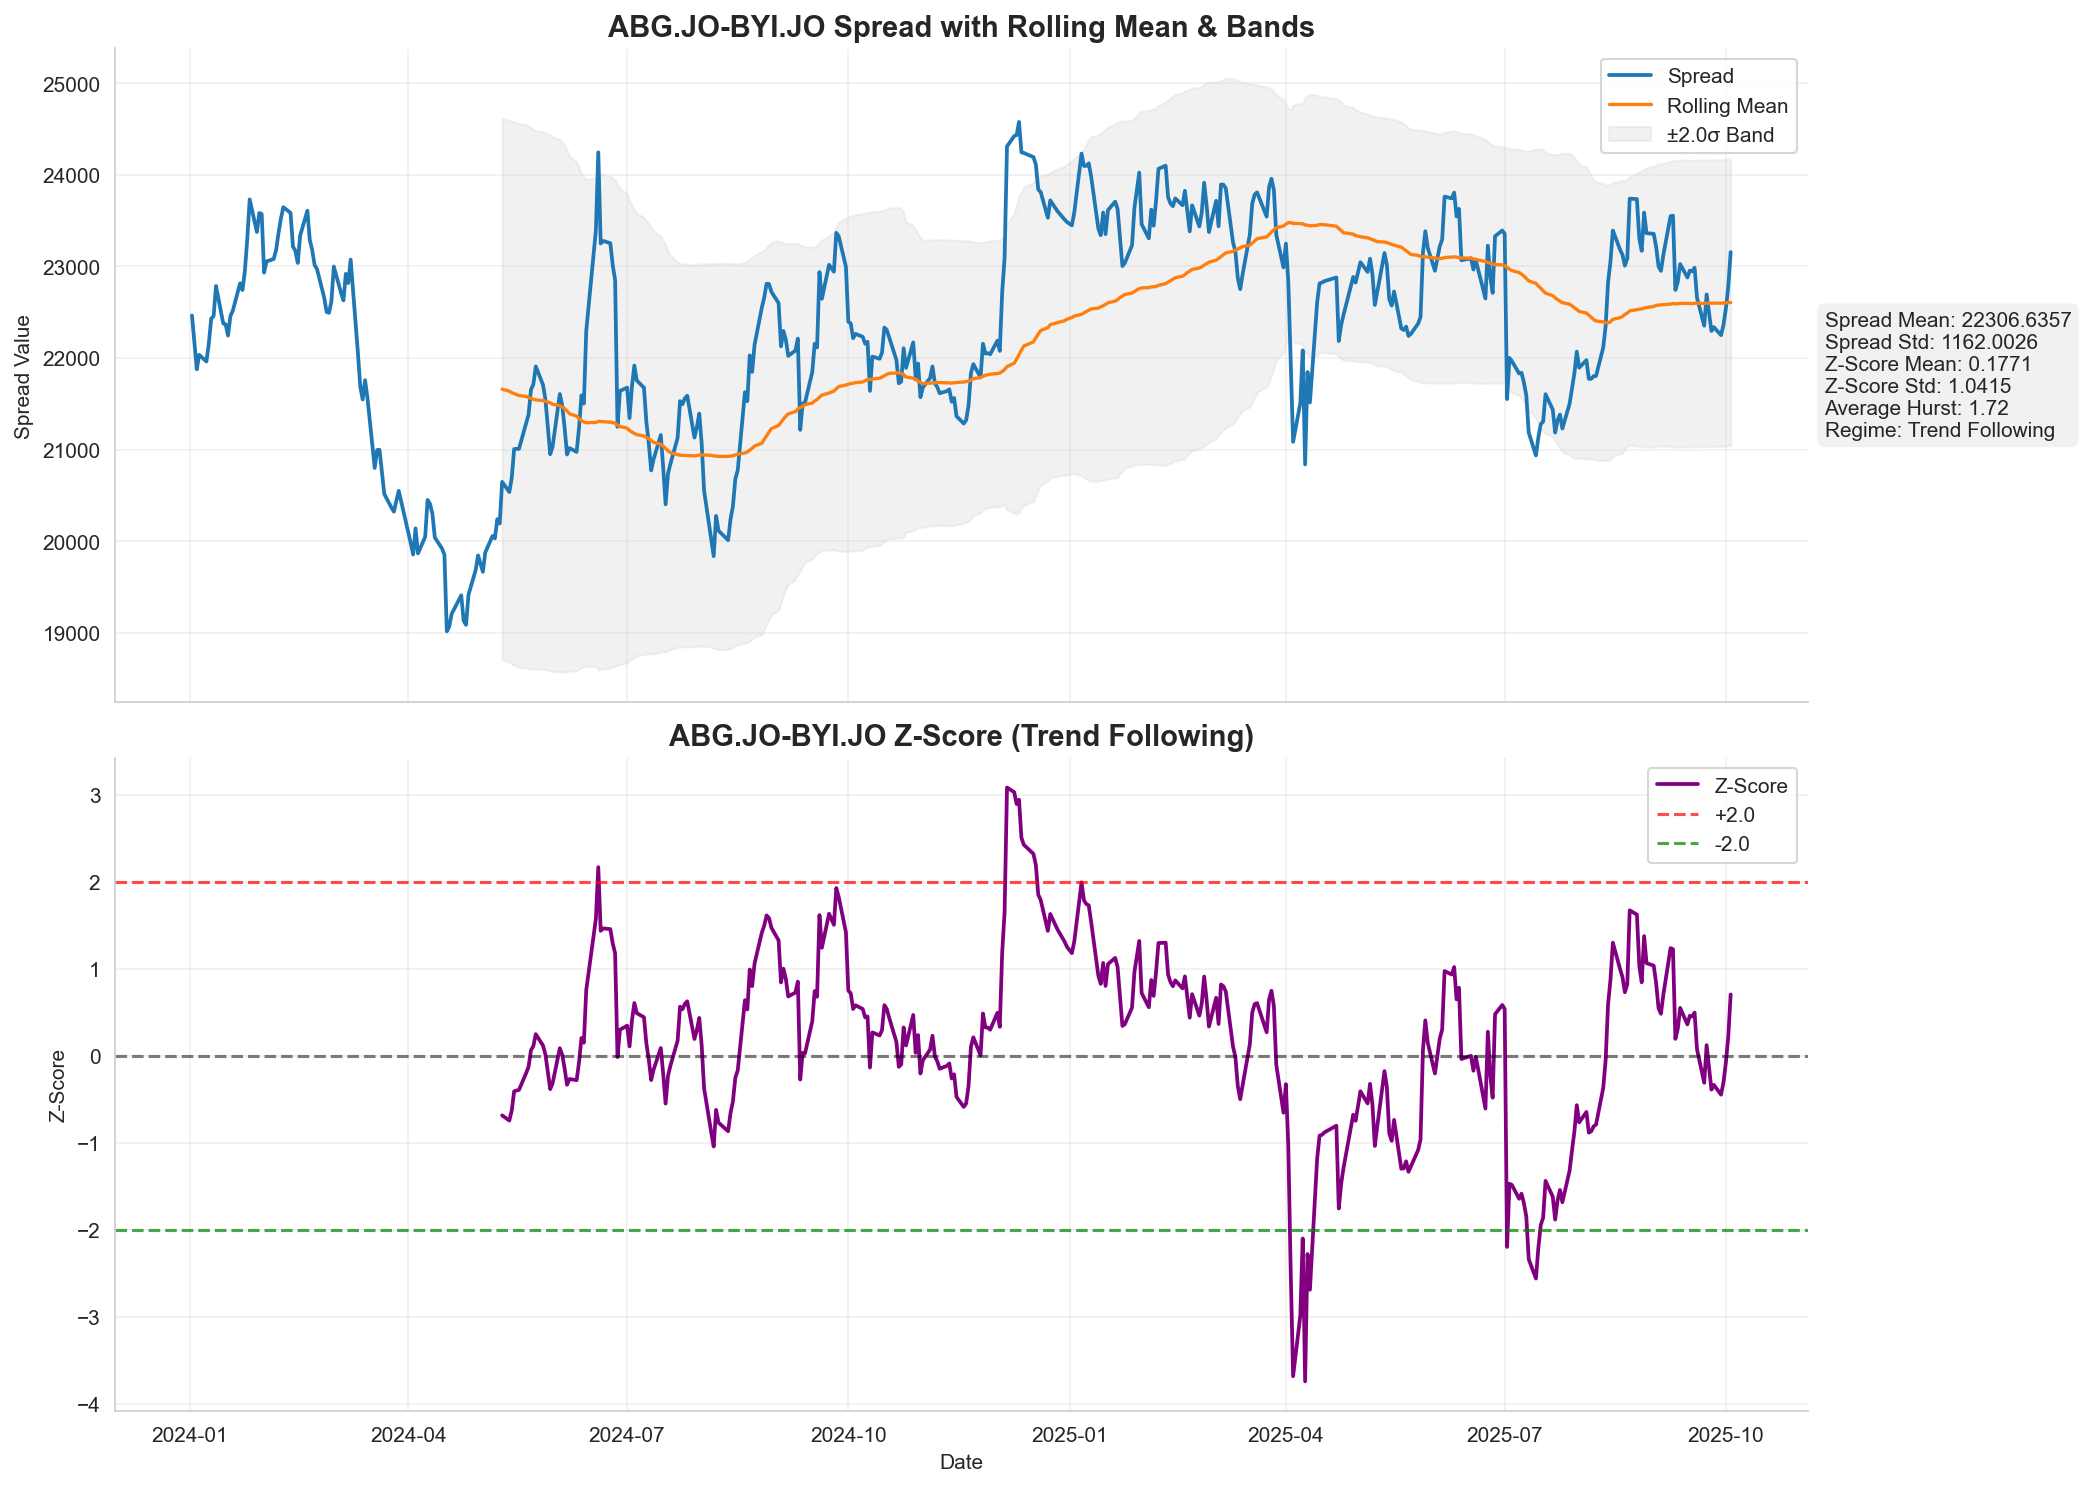 ABG.JO-BYI.JO Spread with Rolling Mean & Bands
Spread Value
25000
24000
23000
22000
21000
20000
19000
Spread
Rolling Mean
±2.0σ Band
Spread Mean: 22306.6357
Spread Std: 1162.0026
Z-Score Mean: 0.1771
Z-Score Std: 1.0415
Average Hurst: 1.72
Regime: Trend Following
ABG.JO-BYI.JO Z-Score (Trend Following)
Z-Score
3
2
1
0
−1
−2
−3
−4
Z-Score
+2.0
-2.0
2024-01
2024-04
2024-07
2024-10
2025-01
2025-04
2025-07
2025-10
Date